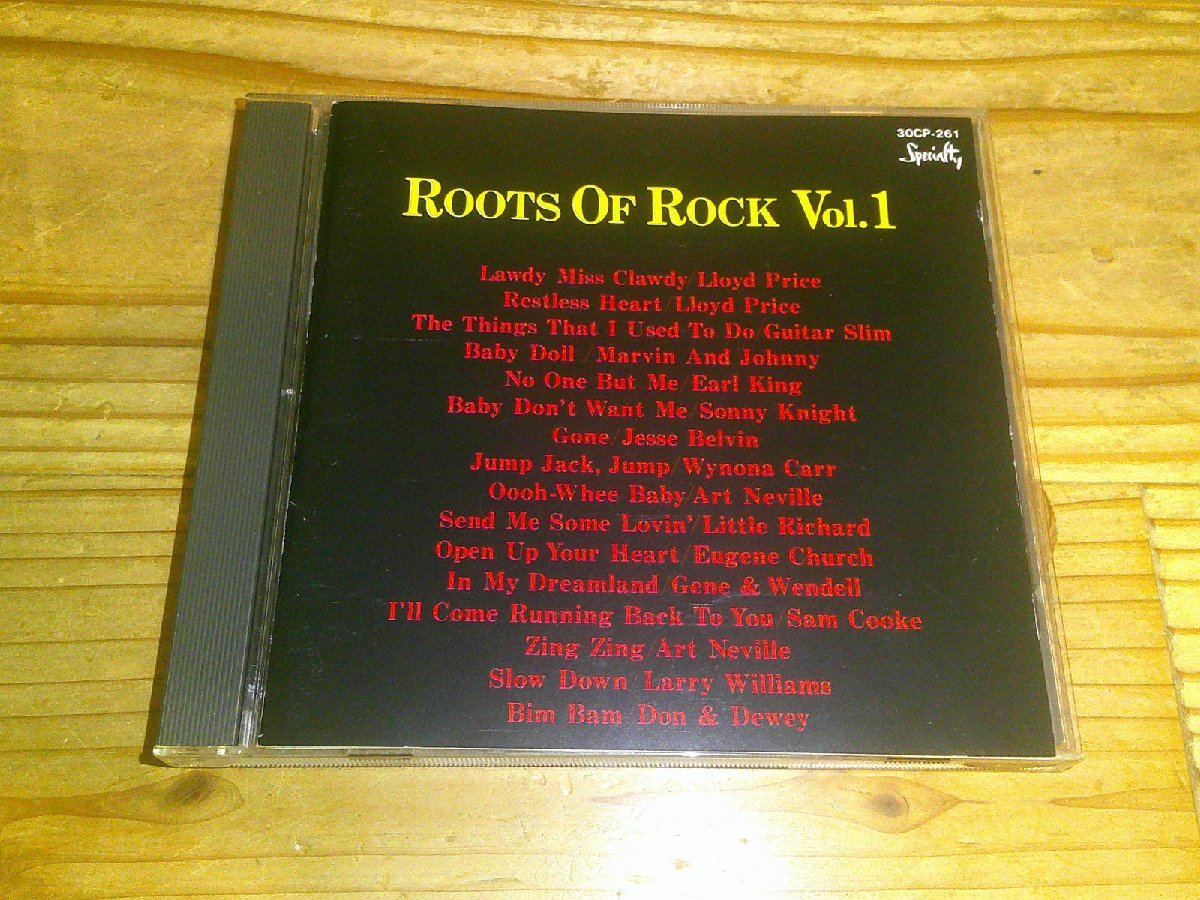 30CP-261
Specialty
ROOTS OF ROCK VOL.1
Lawdy Miss Clawdy/Lloyd Price
Restless Heart/Lloyd Price
The Things That I Used To Do/Guitar Slim
Baby Doll/Marvin And Johnny
No One But Me/Earl King
Baby Don't Want Me/Sonny Knight
Gone/Jesse Belvin
Jump Jack, Jump/Wynona Carr
Oooh-Whee Baby/Art Neville
Send Me Some Lovin'/Little Richard
Open Up Your Heart/Eugene Church
In My Dreamland/Gene & Wendell
I'll Come Running Back To You/Sam Cooke
Zing Zing/Art Neville
Slow Down/Larry Williams
Bim Bam/Don & Dewey